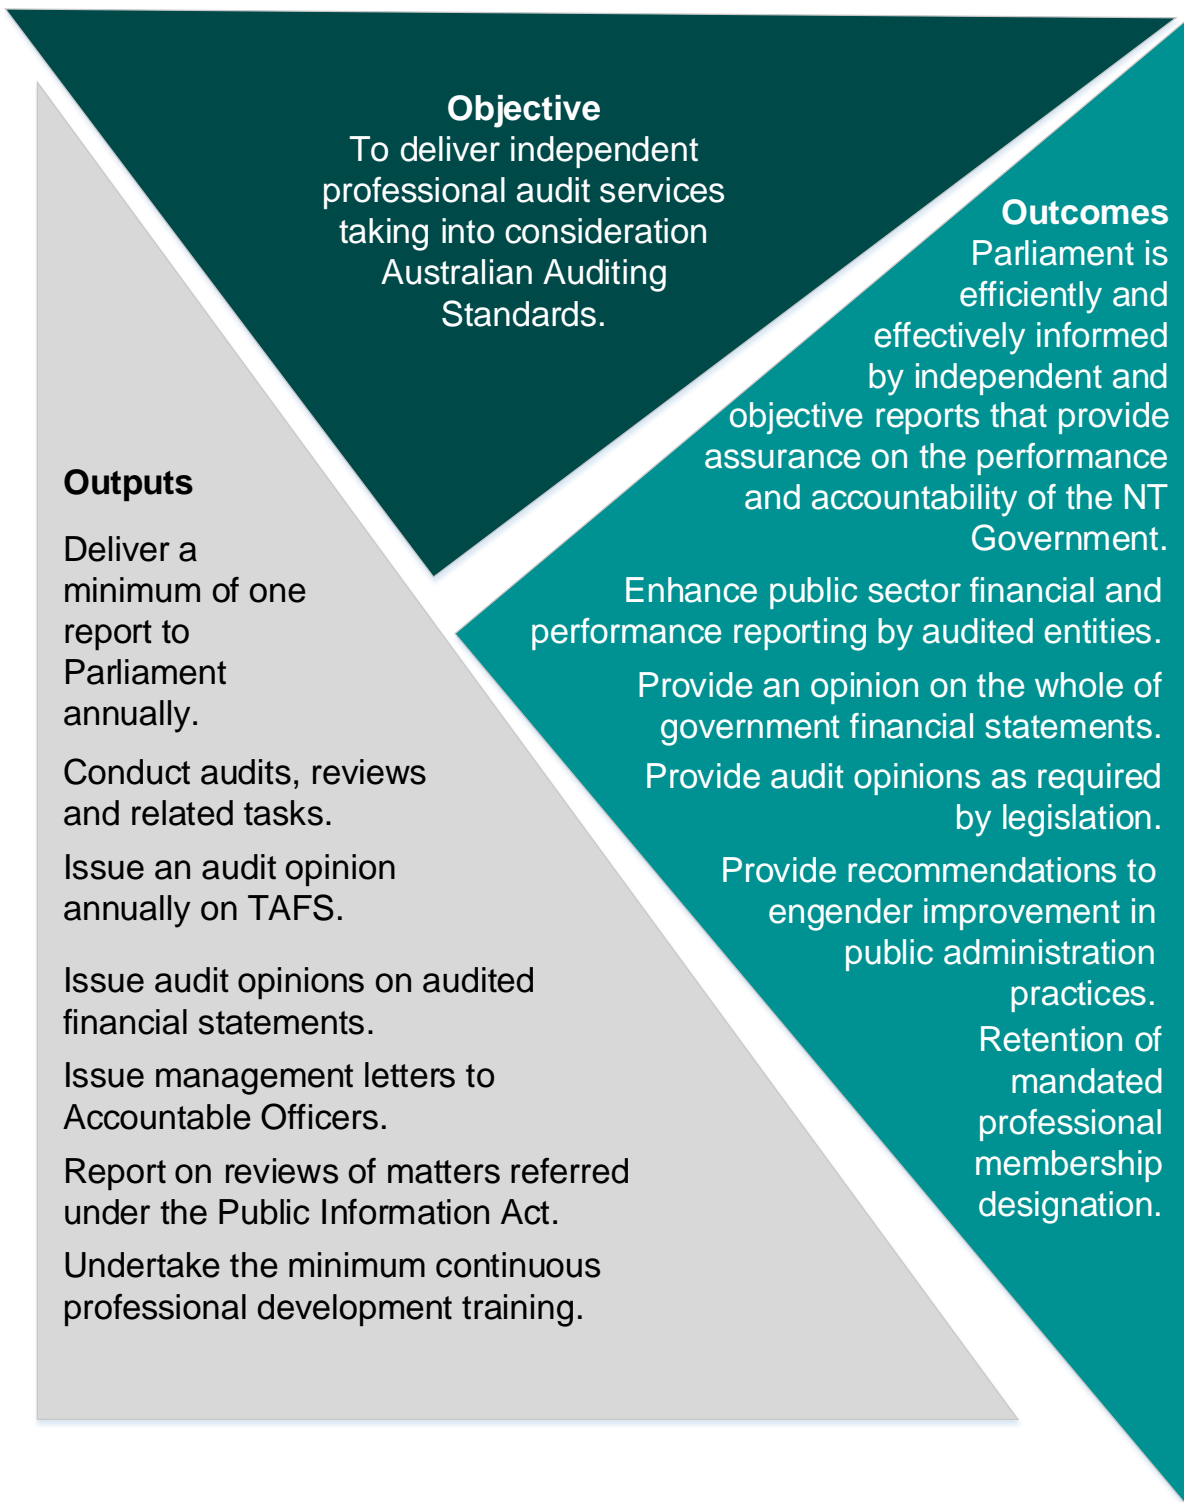 Objective
To deliver independent
professional audit services
taking into consideration
Australian Auditing
Standards.
Outcomes
Parliament is
efficiently and
effectively informed
by independent and
objective reports that provide
assurance on the performance
and accountability of the NT
Government.
Enhance public sector financial and
performance reporting by audited entities.
Provide an opinion on the whole of
government financial statements.
Provide audit opinions as required
by legislation.
Provide recommendations to
engender improvement in
public administration
practices.
Retention of
mandated
professional
membership
designation.
Outputs
Deliver a
minimum of one
report to
Parliament
annually.
Conduct audits, reviews
and related tasks.
Issue an audit opinion
annually on TAFS.
Issue audit opinions on audited
financial statements.
Issue management letters to
Accountable Officers.
Report on reviews of matters referred
under the Public Information Act.
Undertake the minimum continuous
professional development training.